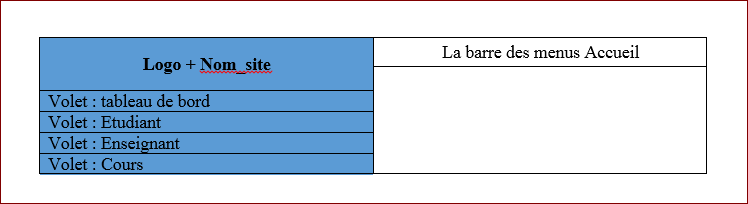 Logo + Nom_site
La barre des menus Accueil
Volet : tableau de bord
Volet : Etudiant
Volet : Enseignant
Volet : Cours